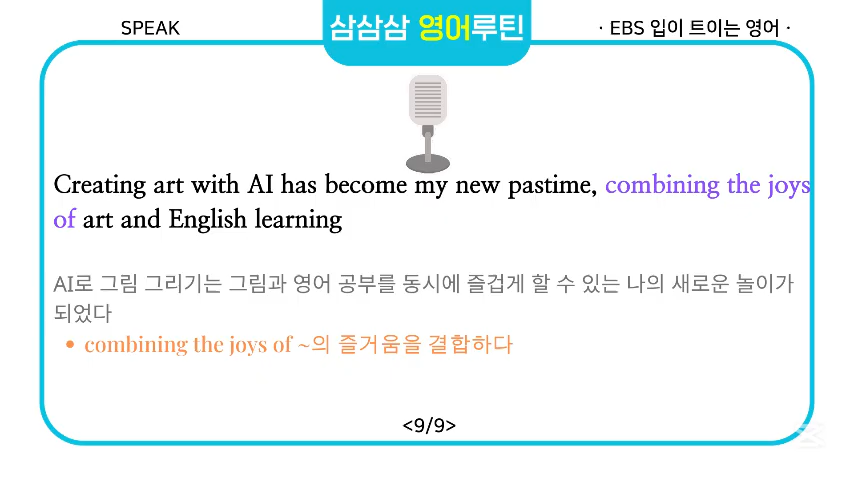 SPEAK
삼삼삼 영어루틴
· EBS 입이 트이는 영어 ·
Creating art with AI has become my new pastime, combining the joys
of art and English learning
AI로 그림 그리기는 그림과 영어 공부를 동시에 즐겁게 할 수 있는 나의 새로운 놀이가
되었다
• combining the joys of ~의 즐거움을 결합하다
<9/9>